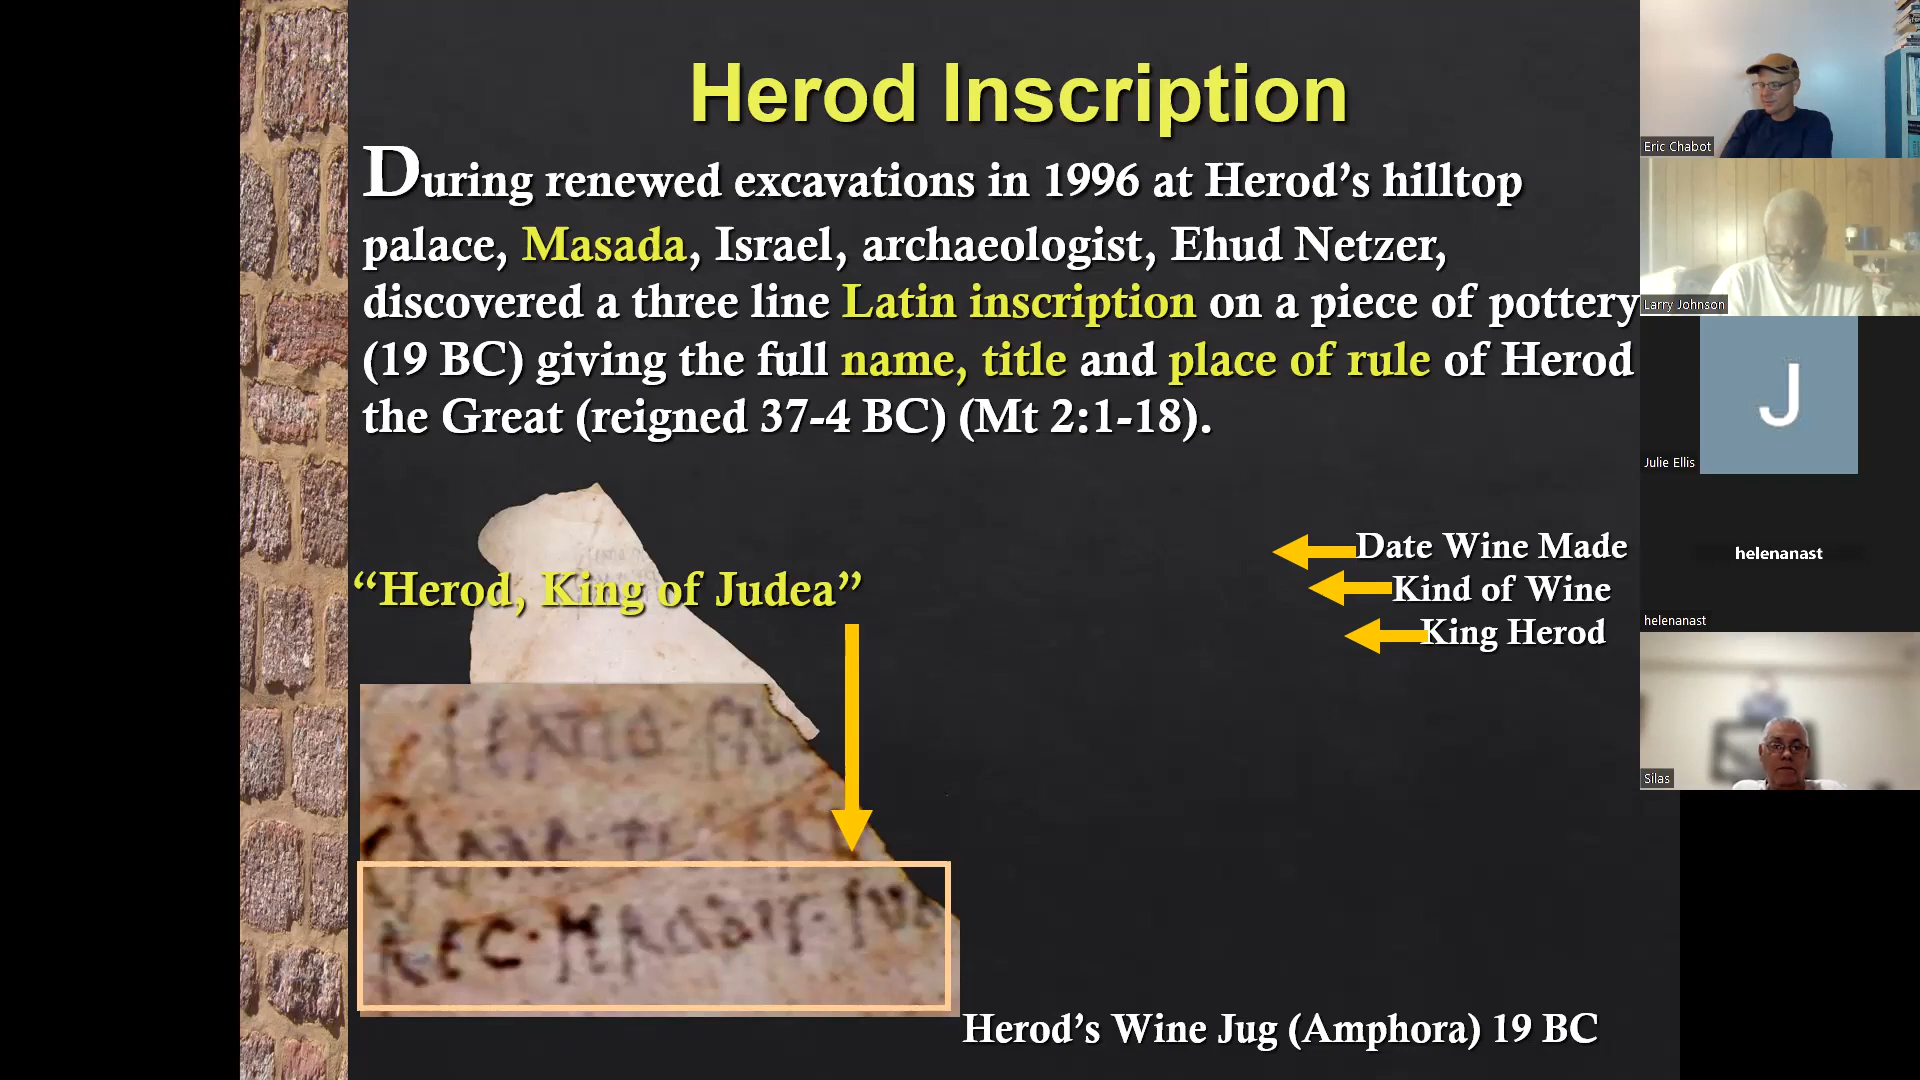 Herod Inscription
During renewed excavations in 1996 at Herod’s hilltop
palace, Masada, Israel, archaeologist, Ehud Netzer,
discovered a three line Latin inscription on a piece of pottery
(19 BC) giving the full name, title and place of rule of Herod
the Great (reigned 37-4 BC) (Mt 2:1-18).
“Herod, King of Judea”
Date Wine Made
Kind of Wine
King Herod
Herod’s Wine Jug (Amphora) 19 BC
Eric Chabot
Larry Johnson
J
Julie Ellis
helenanast
helenanast
Silas